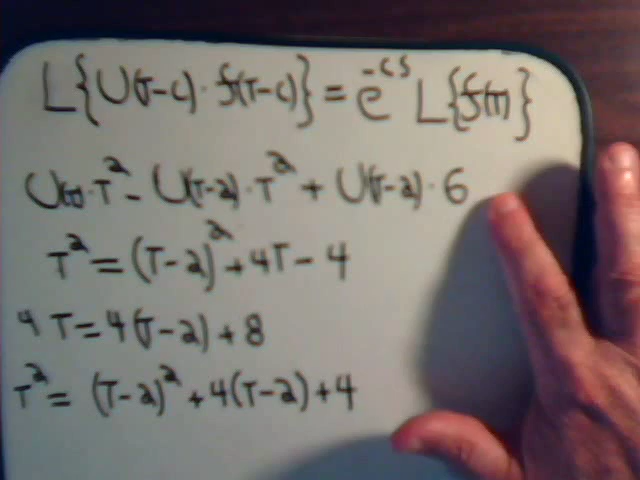 L{U(T-c)·f(T-c)} = e^-cs L{f(T)}
U(T)·T² - U(T-2)·T² + U(T-2)·6
T² = (T-2)² + 4T - 4
4T = 4(T-2) + 8
T² = (T-2)² + 4(T-2) + 4